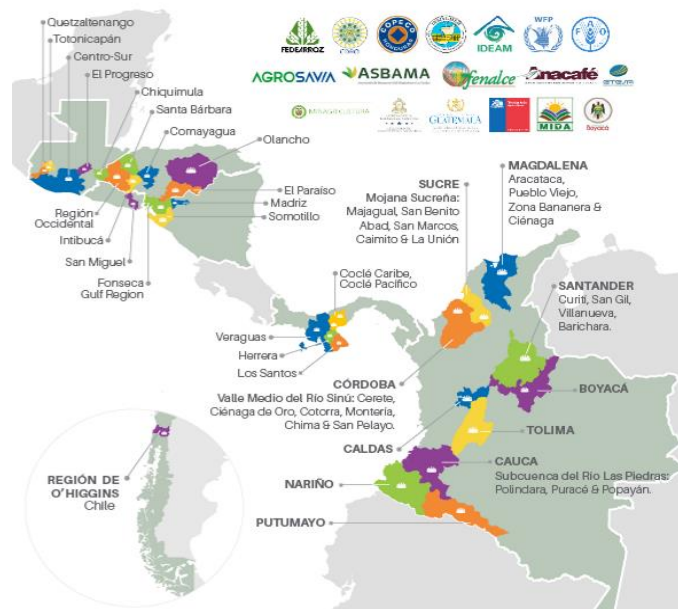 Quetzaltenango
Totonicapán
Centro-Sur
El Progreso
Chiquimula
Santa Bárbara
Comayagua
Olancho
El Paraíso
Madriz
Somotillo
Región
Occidental
Intibucá
San Miguel
Fonseca
Gulf Region
FEDEARROZ
COPECO
HONDURAS
IDEAM
WFP
FAO
AGROSAVIA
ASBAMA
fenalce
Anacafé
GUATEMALA
MIDA
Boyacá
MAGDALENA
Aracataca,
Pueblo Viejo,
Zona Bananera &
Ciénaga
SUCRE
Mojana Sucreña:
Majagual, San Benito
Abad, San Marcos,
Caimito & La Unión
SANTANDER
Curití, San Gil,
Villanueva,
Barichara.
Coclé Caribe,
Coclé Pacífico
Veraguas
Herrera
Los Santos
CÓRDOBA
Valle Medio del Río Sinú: Cerete,
Ciénaga de Oro, Cotorra, Montería,
Chima & San Pelayo.
BOYACÁ
CALDAS
TOLIMA
CAUCA
Subcuenca del Río Las Piedras:
Polindara, Puracé & Popayán.
NARIÑO
PUTUMAYO
REGIÓN DE
O'HIGGINS
Chile